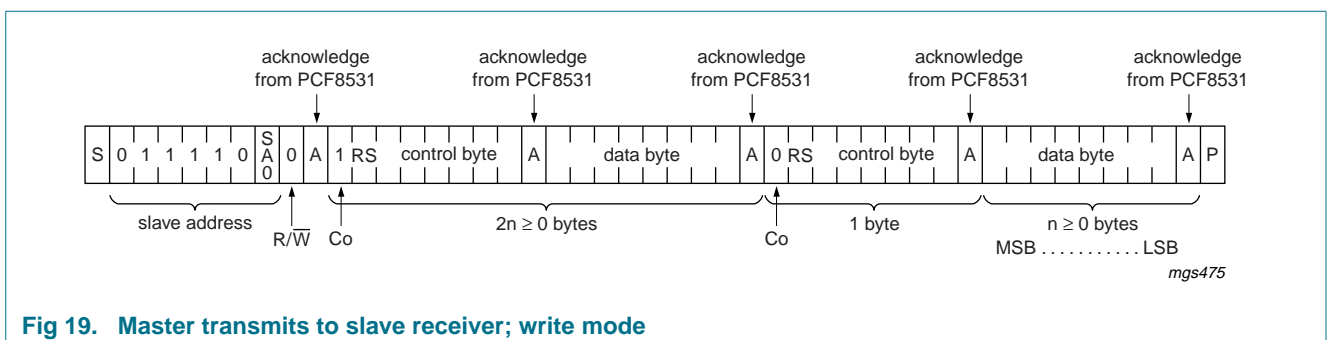 acknowledge acknowledge acknowledge acknowledge acknowledge
from PCF8531 from PCF8531 from PCF8531 from PCF8531 from PCF8531
S 0 1 1 1 1 0 SA0 0 A 1 RS control byte A data byte A 0 RS control byte A data byte A P
slave address 2n ≥ 0 bytes 1 byte n ≥ 0 bytes
R/W̅ Co Co MSB . . . . . . . . . . . LSB
mgs475
Fig 19. Master transmits to slave receiver; write mode